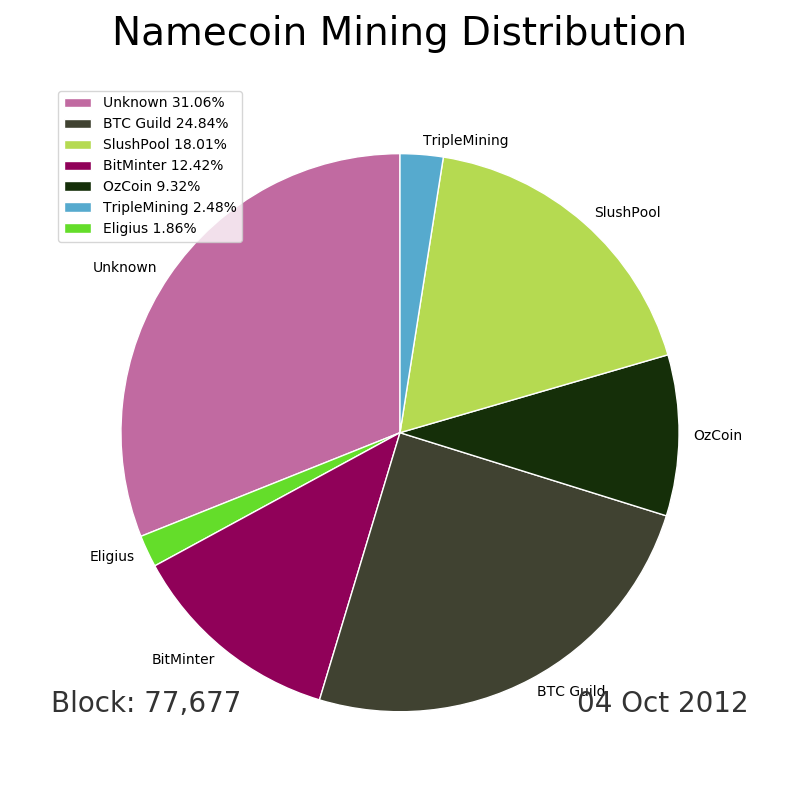 Namecoin Mining Distribution
Unknown 31.06%
BTC Guild 24.84%
SlushPool 18.01%
BitMinter 12.42%
OzCoin 9.32%
TripleMining 2.48%
Eligius 1.86%
TripleMining
SlushPool
Unknown
OzCoin
Eligius
BitMinter
BTC Guild
Block: 77,677
04 Oct 2012